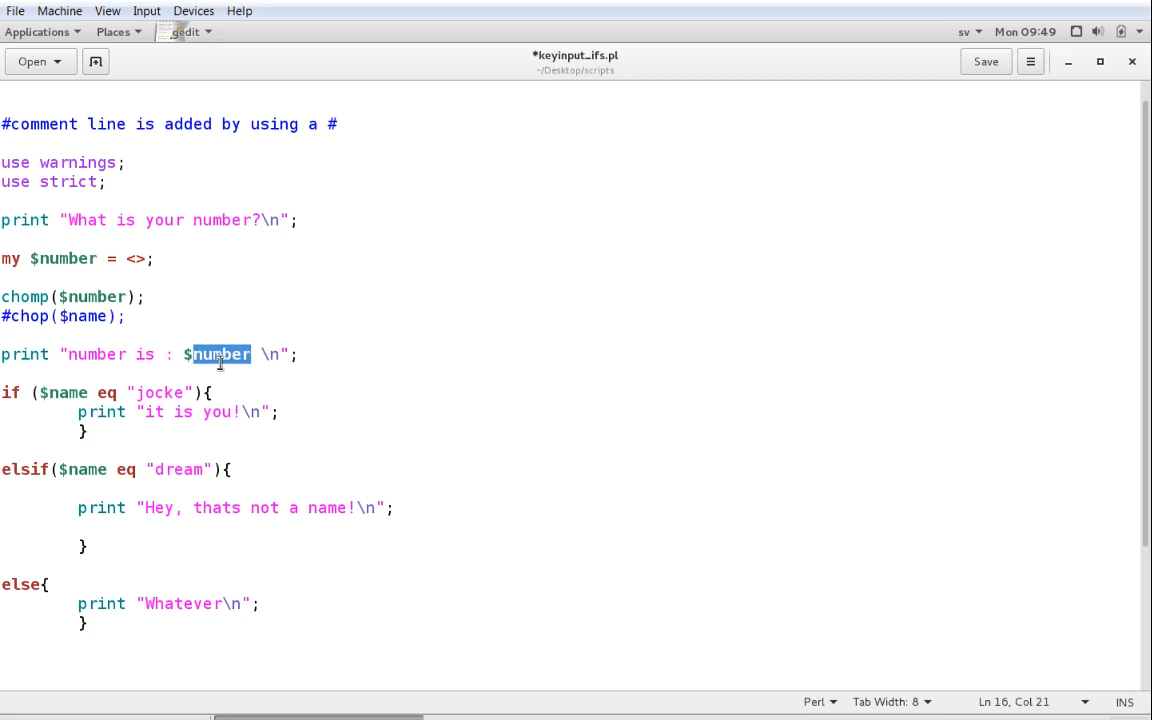 File Machine View Input Devices Help
Applications Places gedit sv Mon 09:49
Open *keyinput_ifs.pl Save
~/Desktop/scripts
#comment line is added by using a #
use warnings;
use strict;
print "What is your number?\n";
my $number = <>;
chomp($number);
#chop($name);
print "number is : $number \n";
if ($name eq "jocke"){
print "it is you!\n";
}
elsif($name eq "dream"){
print "Hey, thats not a name!\n";
}
else{
print "Whatever\n";
}
Perl Tab Width: 8 Ln 16, Col 21 INS